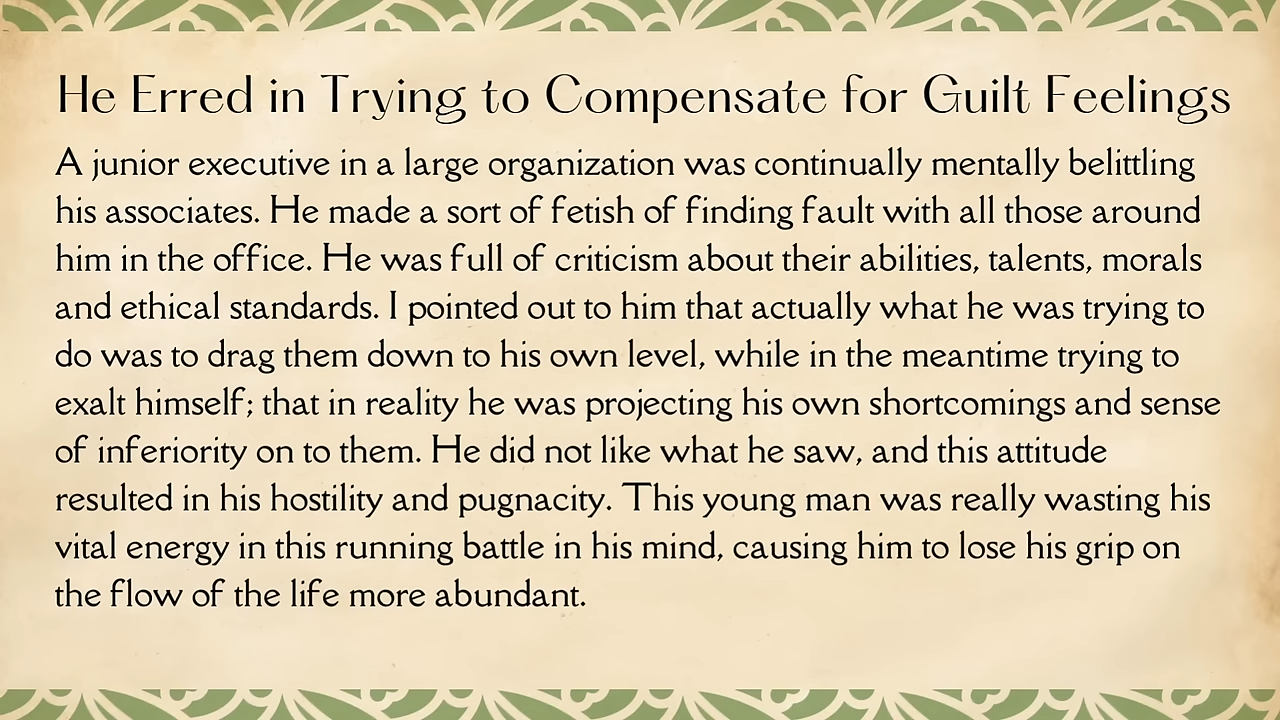 He Erred in Trying to Compensate for Guilt Feelings
A junior executive in a large organization was continually mentally belittling
his associates. He made a sort of fetish of finding fault with all those around
him in the office. He was full of criticism about their abilities, talents, morals
and ethical standards. I pointed out to him that actually what he was trying to
do was to drag them down to his own level, while in the meantime trying to
exalt himself; that in reality he was projecting his own shortcomings and sense
of inferiority on to them. He did not like what he saw, and this attitude
resulted in his hostility and pugnacity. This young man was really wasting his
vital energy in this running battle in his mind, causing him to lose his grip on
the flow of the life more abundant.